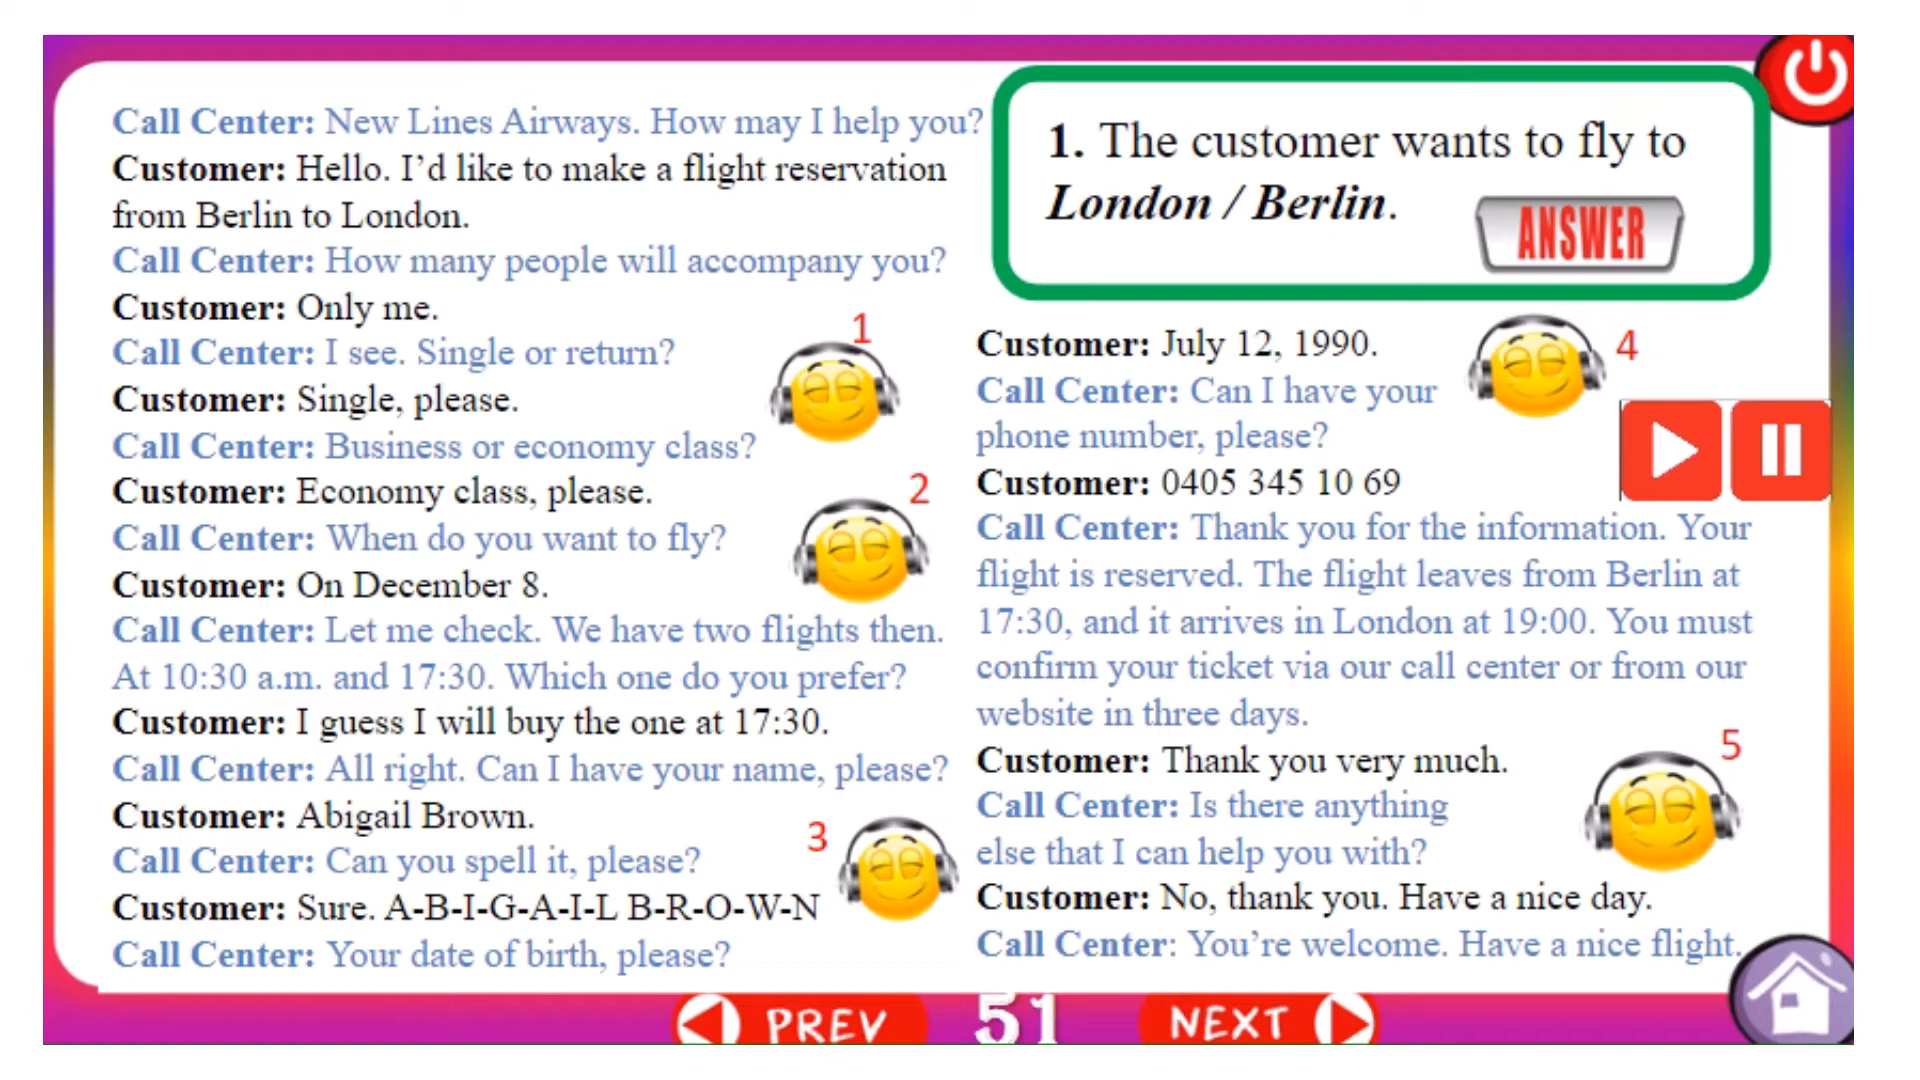 Call Center: New Lines Airways. How may I help you?
Customer: Hello. I'd like to make a flight reservation
from Berlin to London.
Call Center: How many people will accompany you?
Customer: Only me.
Call Center: I see. Single or return?
Customer: Single, please.
Call Center: Business or economy class?
Customer: Economy class, please.
Call Center: When do you want to fly?
Customer: On December 8.
Call Center: Let me check. We have two flights then.
At 10:30 a.m. and 17:30. Which one do you prefer?
Customer: I guess I will buy the one at 17:30.
Call Center: All right. Can I have your name, please?
Customer: Abigail Brown.
Call Center: Can you spell it, please?
Customer: Sure. A-B-I-G-A-I-L B-R-O-W-N
Call Center: Your date of birth, please?
1
2
3
1. The customer wants to fly to
London / Berlin.
ANSWER
Customer: July 12, 1990.
Call Center: Can I have your
phone number, please?
Customer: 0405 345 10 69
Call Center: Thank you for the information. Your
flight is reserved. The flight leaves from Berlin at
17:30, and it arrives in London at 19:00. You must
confirm your ticket via our call center or from our
website in three days.
Customer: Thank you very much.
Call Center: Is there anything
else that I can help you with?
Customer: No, thank you. Have a nice day.
Call Center: You're welcome. Have a nice flight.
4
5
PREV 51 NEXT